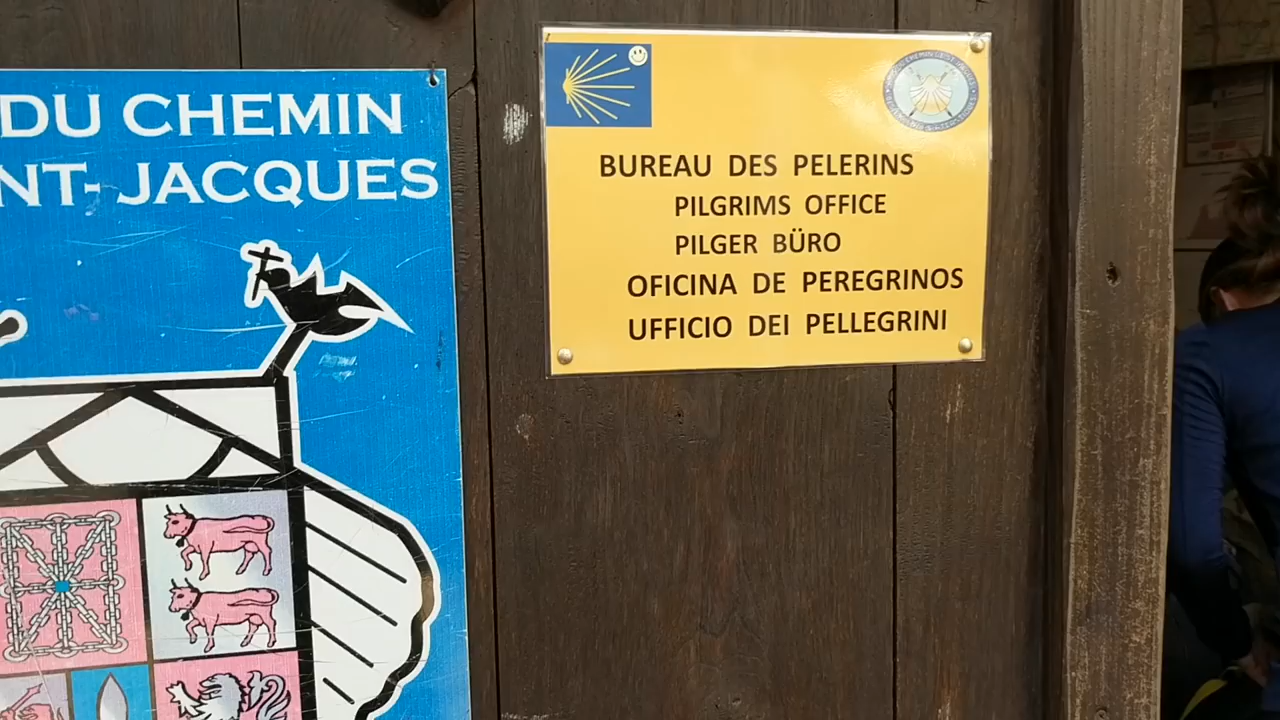 DU CHEMIN
NT- JACQUES
BUREAU DES PELERINS
PILGRIMS OFFICE
PILGER BÜRO
OFICINA DE PEREGRINOS
UFFICIO DEI PELLEGRINI